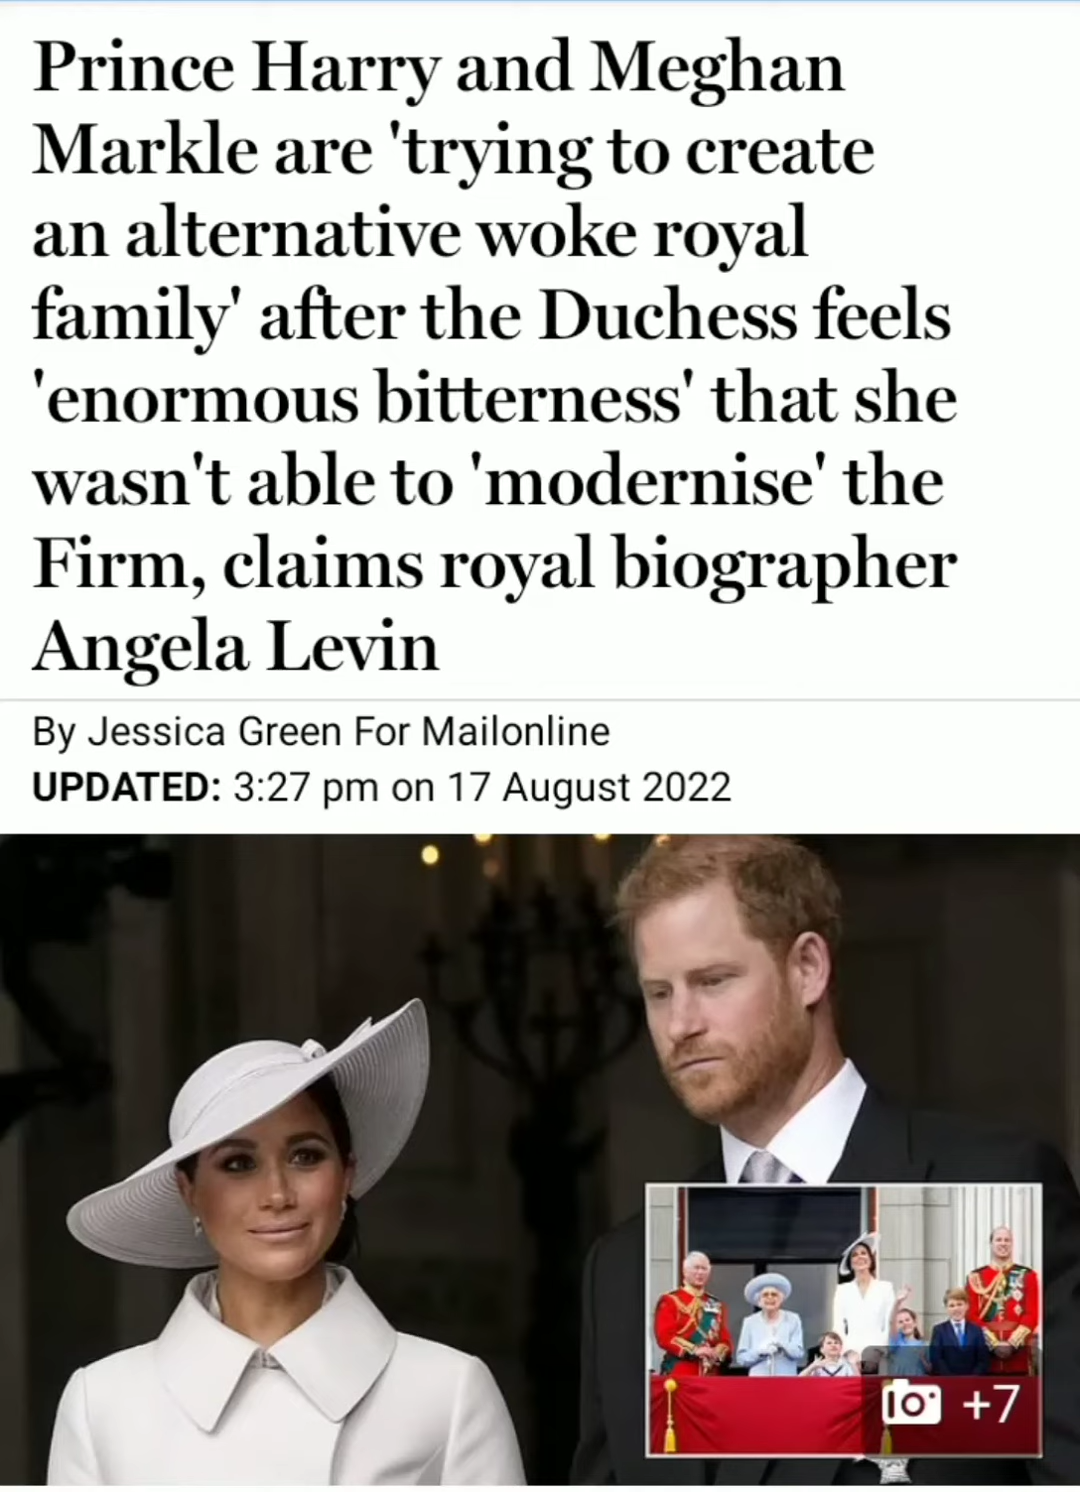 Prince Harry and Meghan
Markle are 'trying to create
an alternative woke royal
family' after the Duchess feels
'enormous bitterness' that she
wasn't able to 'modernise' the
Firm, claims royal biographer
Angela Levin
By Jessica Green For Mailonline
UPDATED: 3:27 pm on 17 August 2022
+7